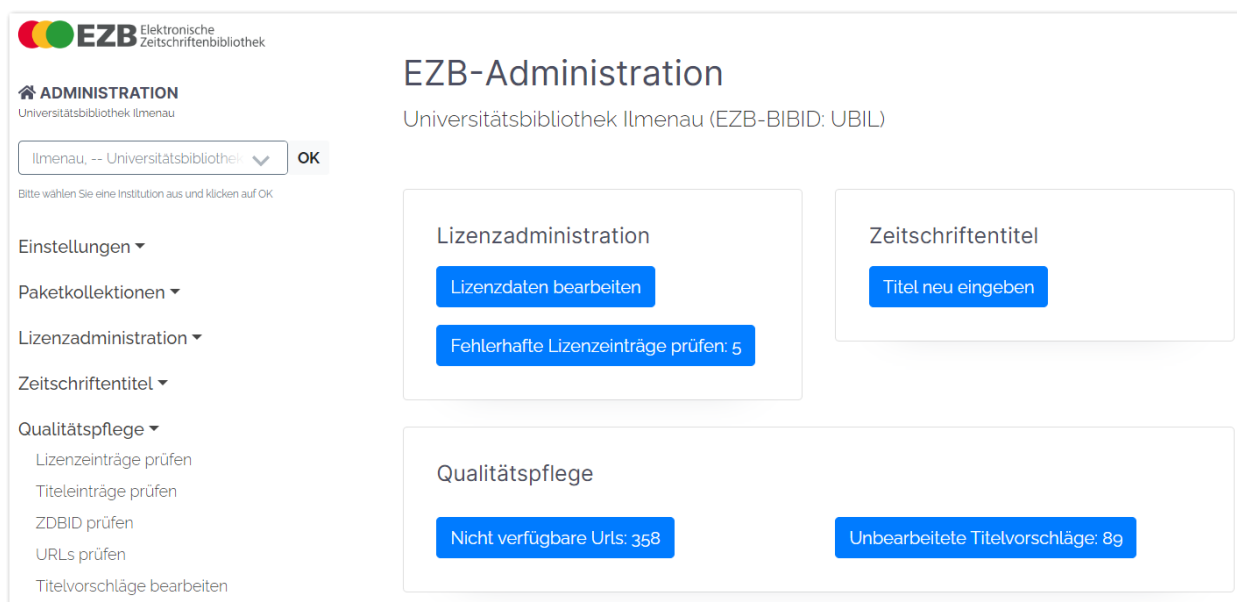 EZB Elektronische
Zeitschriftenbibliothek
ADMINISTRATION
Universitätsbibliothek Ilmenau
Ilmenau, -- Universitätsbibliothek
OK
Bitte wählen Sie eine Institution aus und klicken auf OK
Einstellungen
Paketkollektionen
Lizenzadministration
Zeitschriftentitel
Qualitätspflege
Lizenzeinträge prüfen
Titeleinträge prüfen
ZDBID prüfen
URLs prüfen
Titelvorschläge bearbeiten
EZB-Administration
Universitätsbibliothek Ilmenau (EZB-BIBID: UBIL)
Lizenzadministration
Lizenzdaten bearbeiten
Fehlerhafte Lizenzeinträge prüfen: 5
Zeitschriftentitel
Titel neu eingeben
Qualitätspflege
Nicht verfügbare Urls: 358
Unbearbeitete Titelvorschläge: 89